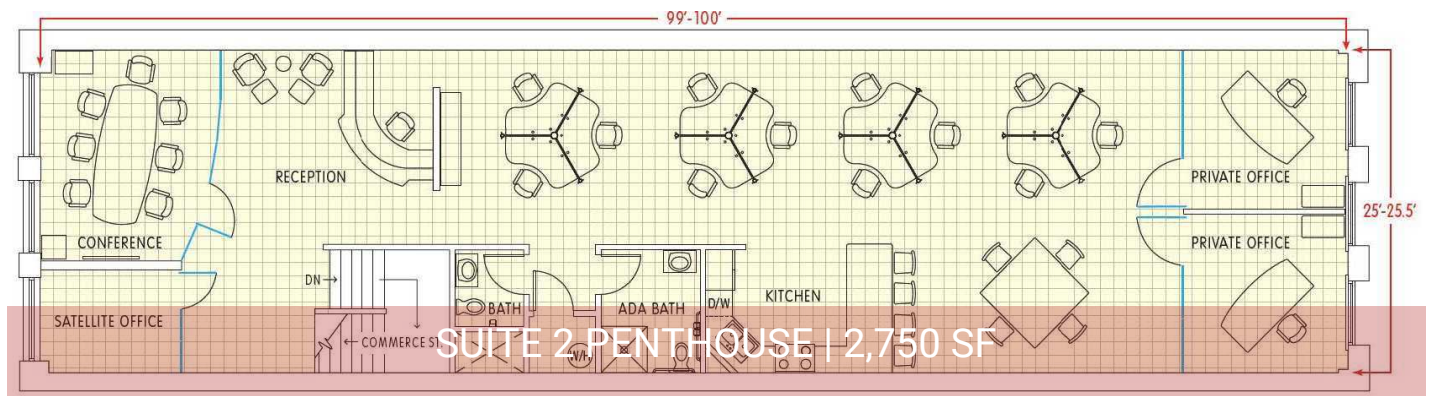 99'-100'
RECEPTION
PRIVATE OFFICE
25'-25.5'
CONFERENCE
PRIVATE OFFICE
DN
KITCHEN
BATH
ADA BATH
D/W
SATELLITE OFFICE
COMMERCE ST
SUITE 2 PENTHOUSE | 2,750 SF
W/H